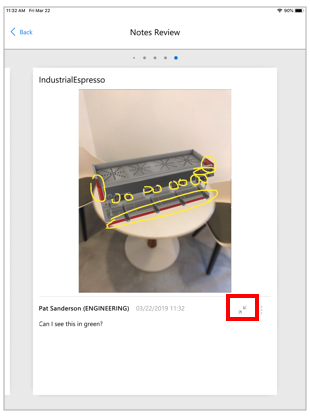 11:32 AM Fri Mar 22
90%
Back
Notes Review
IndustrialEspresso
Pat Sanderson (ENGINEERING) 03/22/2019 11:32
Can I see this in green?